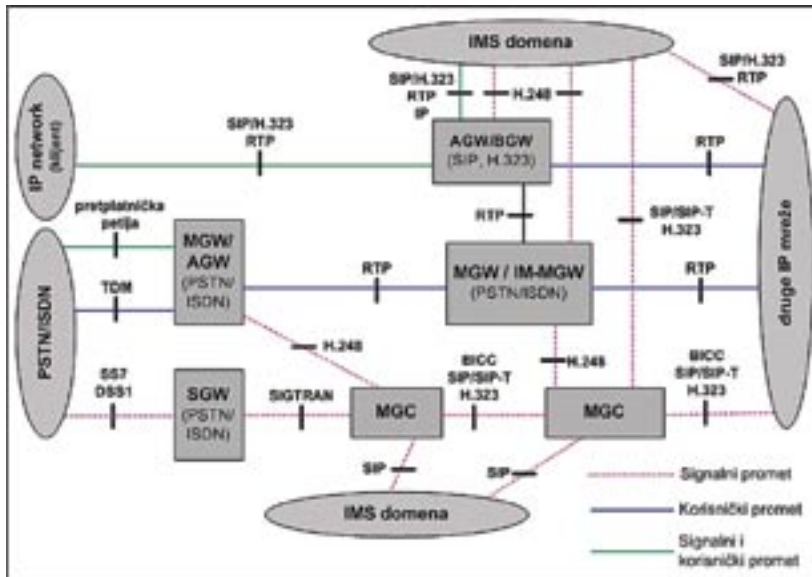 IMS domena
SIP/H.323
RTP
SIP/H.323
RTP
IP
H.248
IP network
(klijent)
SIP/H.323
RTP
AGW/BGW
(SIP, H.323)
RTP
pretplatnička
petlja
RTP
SIP/SIP-T
H.323
druge IP mreže
PSTN/ISDN
MGW/
AGW
(PSTN/
ISDN)
RTP
MGW / IM-MGW
(PSTN/ISDN)
RTP
TDM
H.248
SS7
DSS1
SGW
(PSTN/
ISDN)
SIGTRAN
MGC
BICC
SIP/SIP-T
H.323
H.248
MGC
BICC
SIP/SIP-T
H.323
SIP
SIP
IMS domena
Signalni promet
Korisnički promet
Signalni i
korisnički promet